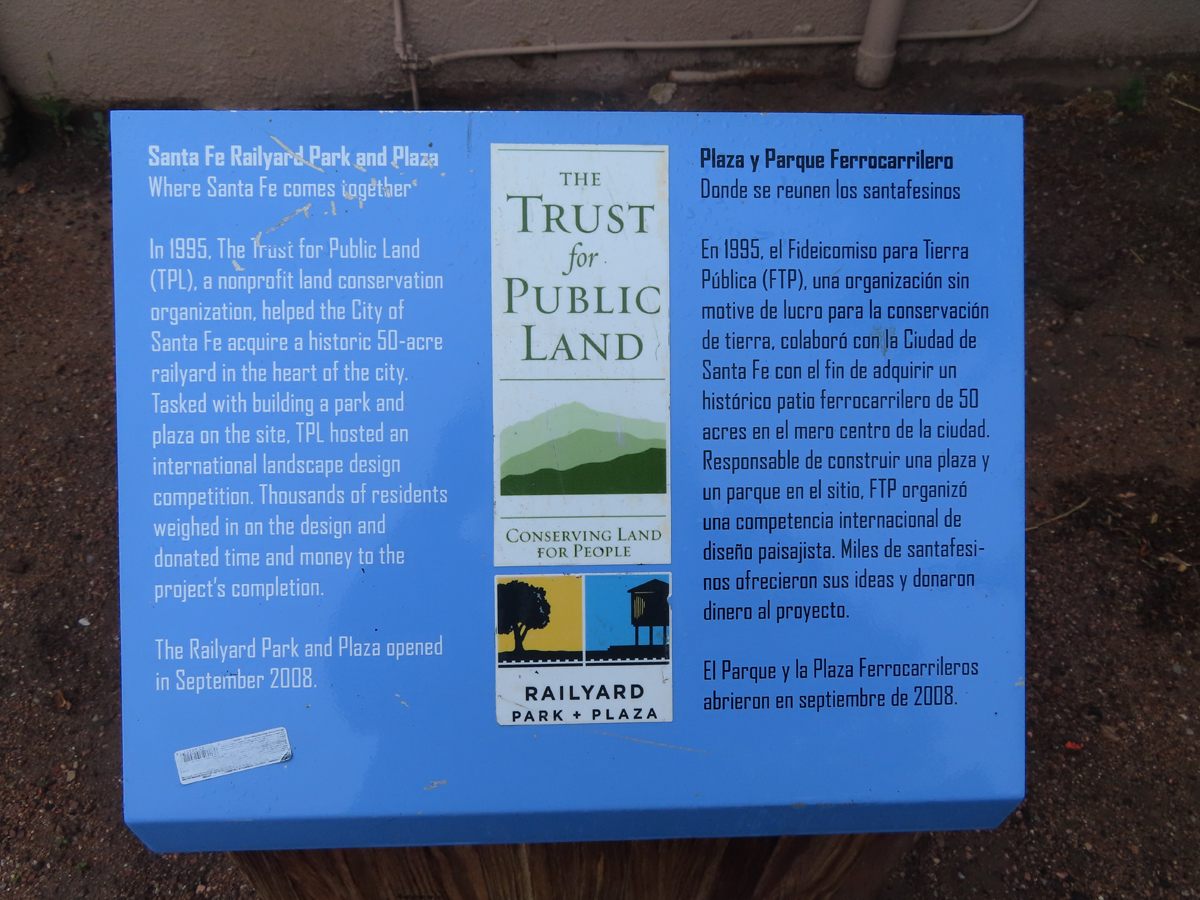 Santa Fe Railyard Park and Plaza
Where Santa Fe comes together
In 1995, The Trust for Public Land
(TPL), a nonprofit land conservation
organization, helped the City of
Santa Fe acquire a historic 50-acre
railyard in the heart of the city.
Tasked with building a park and
plaza on the site, TPL hosted an
international landscape design
competition. Thousands of residents
weighed in on the design and
donated time and money to the
project's completion.
The Railyard Park and Plaza opened
in September 2008.
THE
TRUST
for
PUBLIC
LAND
CONSERVING LAND
FOR PEOPLE
RAILYARD
PARK + PLAZA
Plaza y Parque Ferrocarrilero
Donde se reunen los santafesinos
En 1995, el Fideicomiso para Tierra
Pública (FTP), una organización sin
motive de lucro para la conservación
de tierra, colaboró con la Ciudad de
Santa Fe con el fin de adquirir un
histórico patio ferrocarrilero de 50
acres en el mero centro de la ciudad.
Responsable de construir una plaza y
un parque en el sitio, FTP organizó
una competencia internacional de
diseño paisajista. Miles de santafesi-
nos ofrecieron sus ideas y donaron
dinero al proyecto.
El Parque y la Plaza Ferrocarrileros
abrieron en septiembre de 2008.